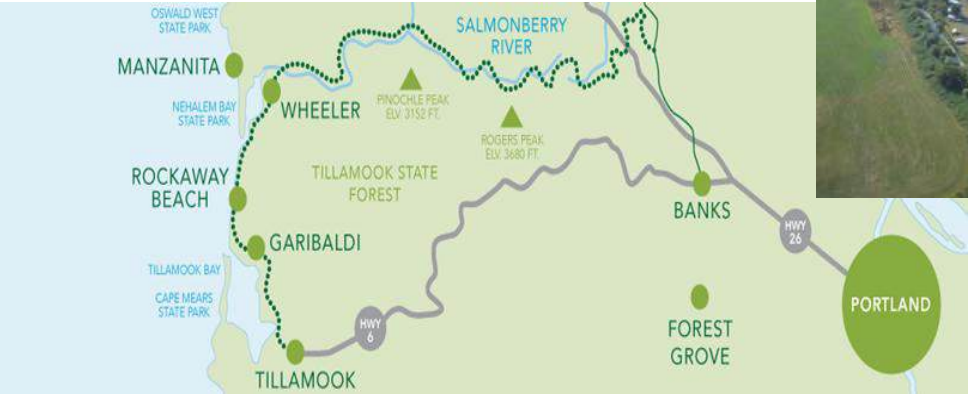 OSWALD WEST
STATE PARK
MANZANITA
NEHALEM BAY
STATE PARK
WHEELER
SALMONBERRY
RIVER
PINOCHLE PEAK
ELV. 3152 FT.
ROGERS PEAK
ELV. 3680 FT.
ROCKAWAY
BEACH
TILLAMOOK STATE
FOREST
BANKS
GARIBALDI
HWY
26
TILLAMOOK BAY
CAPE MEARS
STATE PARK
HWY
6
TILLAMOOK
FOREST
GROVE
PORTLAND